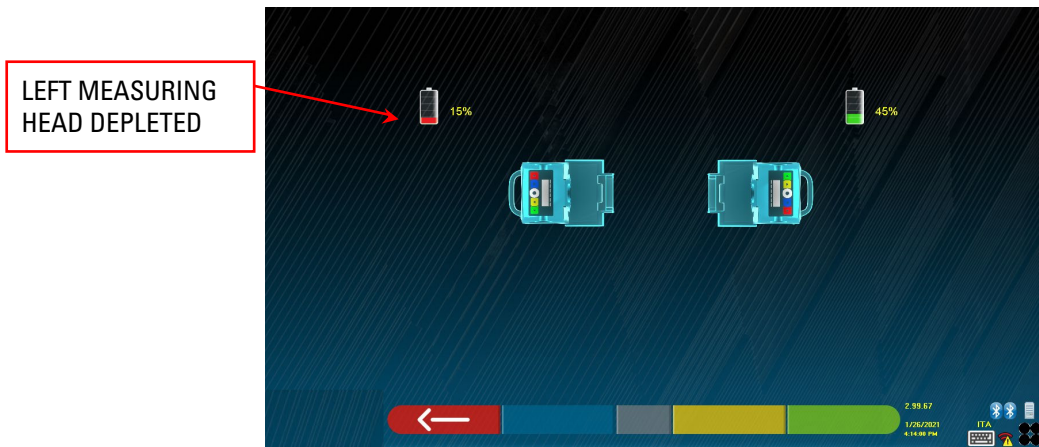 LEFT MEASURING
HEAD DEPLETED
15%
45%
2.99.67
1/26/2021
4:14:00 PM
ITA